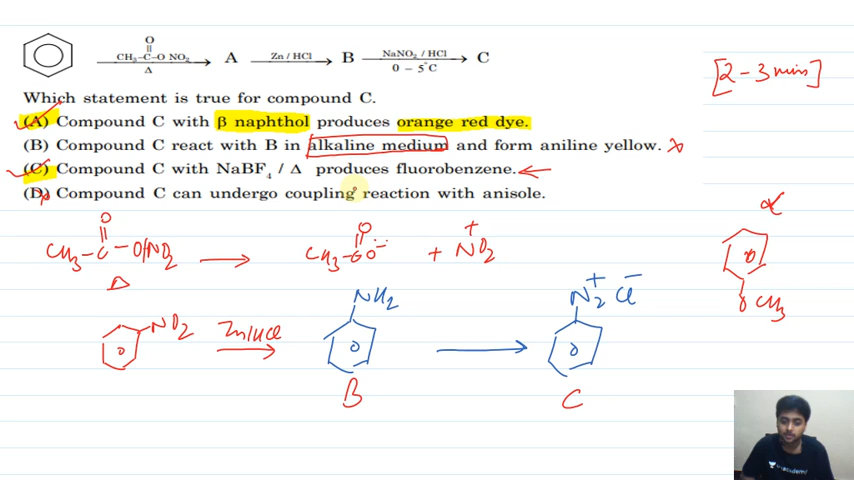 O
CH3–C–O NO2 A Zn / HCl B NaNO2 / HCl C
Δ 0 – 5°C
[2-3 mins]
Which statement is true for compound C.
(A) Compound C with β naphthol produces orange red dye.
(B) Compound C react with B in alkaline medium and form aniline yellow.
(C) Compound C with NaBF4 / Δ produces fluorobenzene.
(D) Compound C can undergo coupling reaction with anisole.
O O
CH3-C-O/NO2 CH3-C-O:⁻ + ⁺NO2
Δ
OCH3
NH2 N2⁺ Cl⁻
NO2 Zn/HCl
B C
unacademy